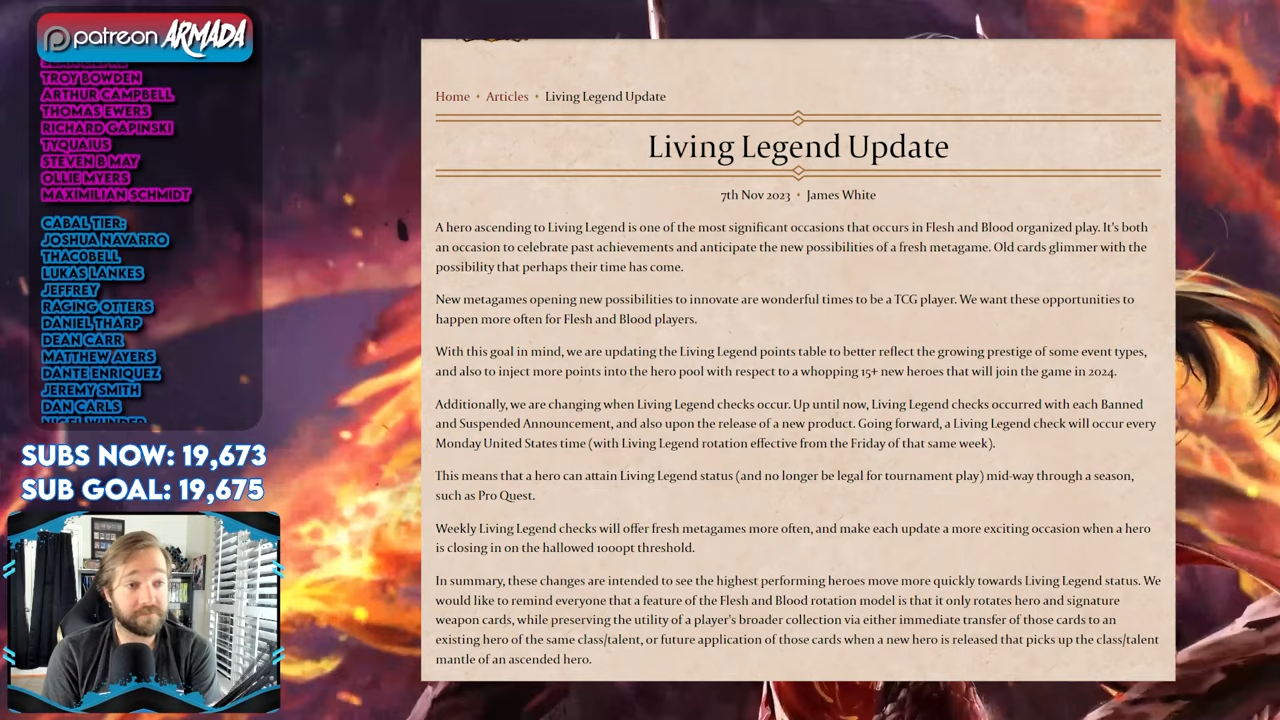 patreon ARMADA
TROY BOWDEN
ARTHUR CAMPBELL
THOMAS EWERS
RICHARD GAPINSKI
TYQUAIUS
STEVEN B MAY
OLLIE MYERS
MAXIMILIAN SCHMIDT
CABAL TIER:
JOSHUA NAVARRO
THACOBELL
LUKAS LANKES
JEFFREY
RAGING OTTERS
DANIEL THARP
DEAN CARR
MATTHEW AYERS
DANTE ENRIQUEZ
JEREMY SMITH
DAN CARLS
SUBS NOW: 19,673
SUB GOAL: 19,675
Home • Articles • Living Legend Update
Living Legend Update
7th Nov 2023 • James White
A hero ascending to Living Legend is one of the most significant occasions that occurs in Flesh and Blood organized play. It's both
an occasion to celebrate past achievements and anticipate the new possibilities of a fresh metagame. Old cards glimmer with the
possibility that perhaps their time has come.
New metagames opening new possibilities to innovate are wonderful times to be a TCG player. We want these opportunities to
happen more often for Flesh and Blood players.
With this goal in mind, we are updating the Living Legend points table to better reflect the growing prestige of some event types,
and also to inject more points into the hero pool with respect to a whopping 15+ new heroes that will join the game in 2024.
Additionally, we are changing when Living Legend checks occur. Up until now, Living Legend checks occurred with each Banned
and Suspended Announcement, and also upon the release of a new product. Going forward, a Living Legend check will occur every
Monday United States time (with Living Legend rotation effective from the Friday of that same week).
This means that a hero can attain Living Legend status (and no longer be legal for tournament play) mid-way through a season,
such as Pro Quest.
Weekly Living Legend checks will offer fresh metagames more often, and make each update a more exciting occasion when a hero
is closing in on the hallowed 1000pt threshold.
In summary, these changes are intended to see the highest performing heroes move more quickly towards Living Legend status. We
would like to remind everyone that a feature of the Flesh and Blood rotation model is that it only rotates hero and signature
weapon cards, while preserving the utility of a player's broader collection via either immediate transfer of those cards to an
existing hero of the same class/talent, or future application of those cards when a new hero is released that picks up the class/talent
mantle of an ascended hero.